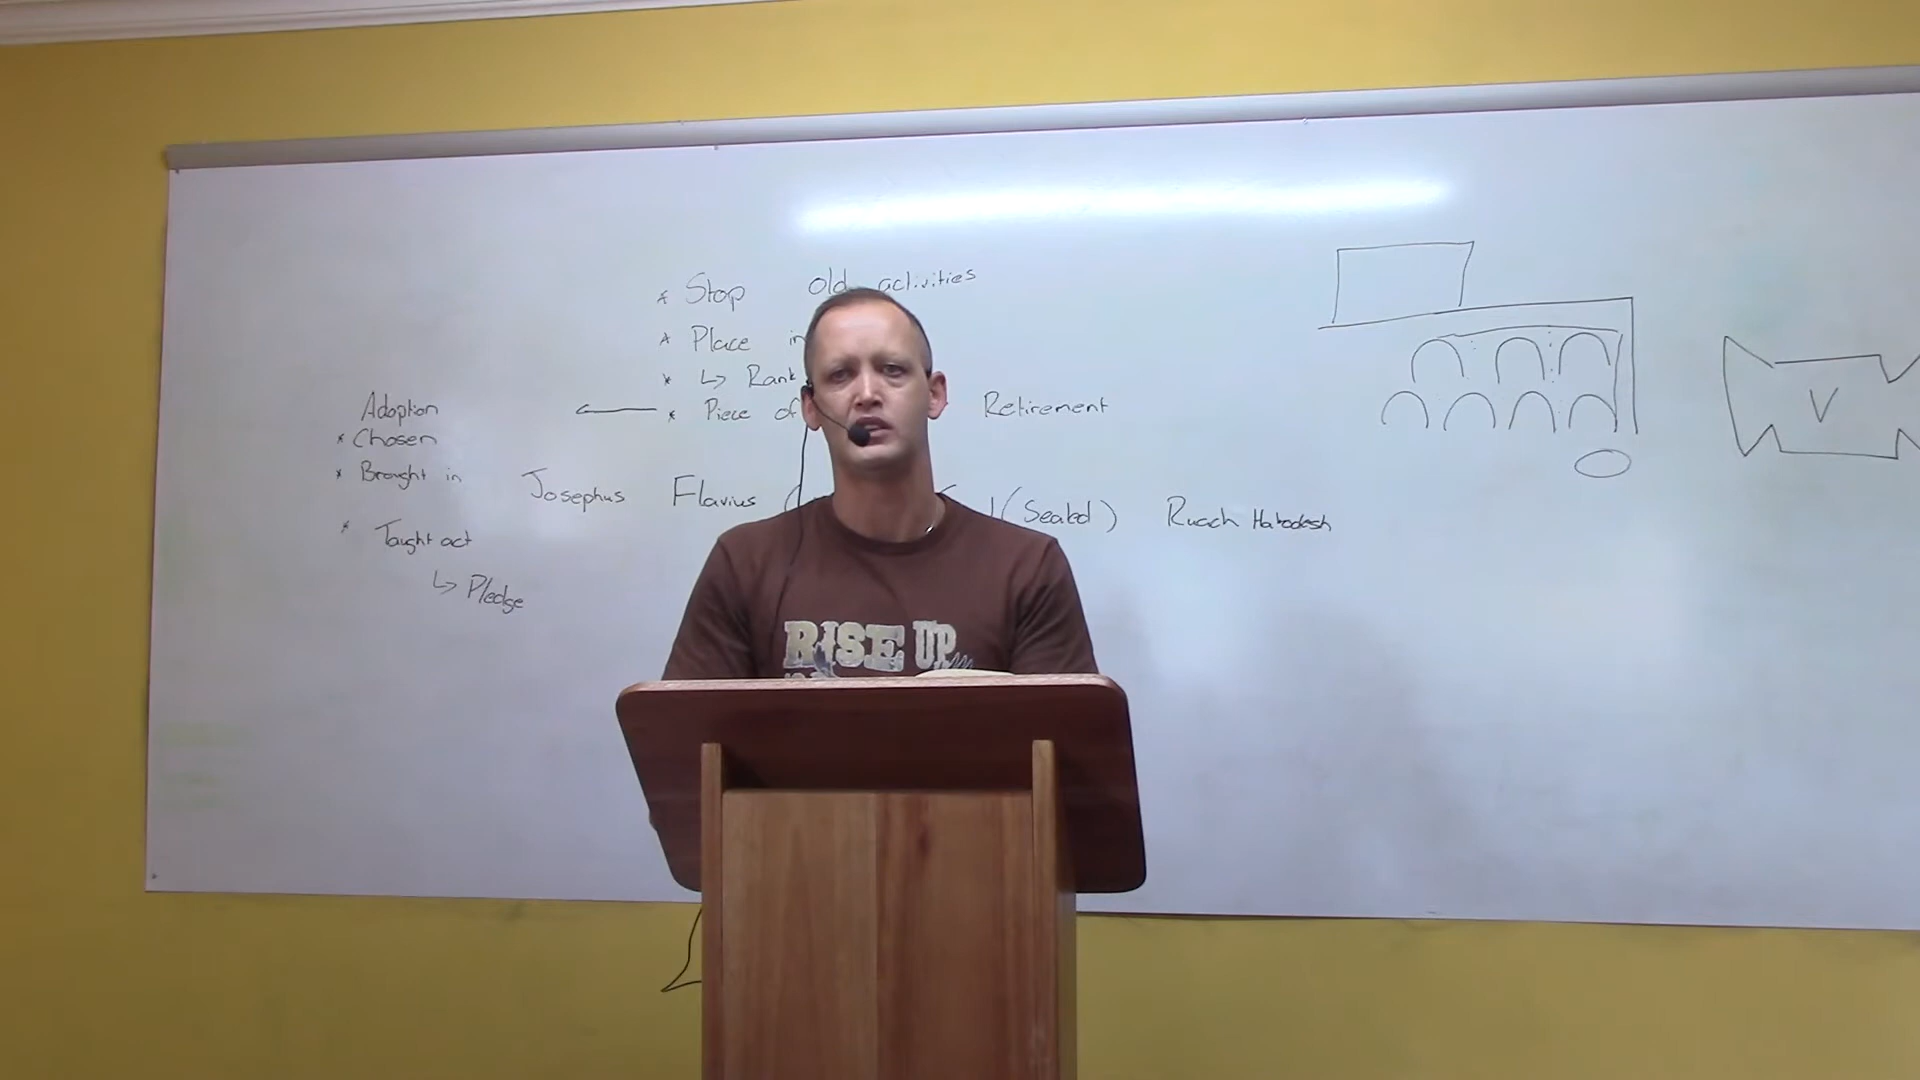 * Stop old activities
* Place in
* ↳ Rank
* Piece of Retirement
Adoption
* Chosen
* Brought in
* Taught act
↳ Pledge
Josephus Flavius ( (Sealed) Ruach Hakodesh
V
RISE UP